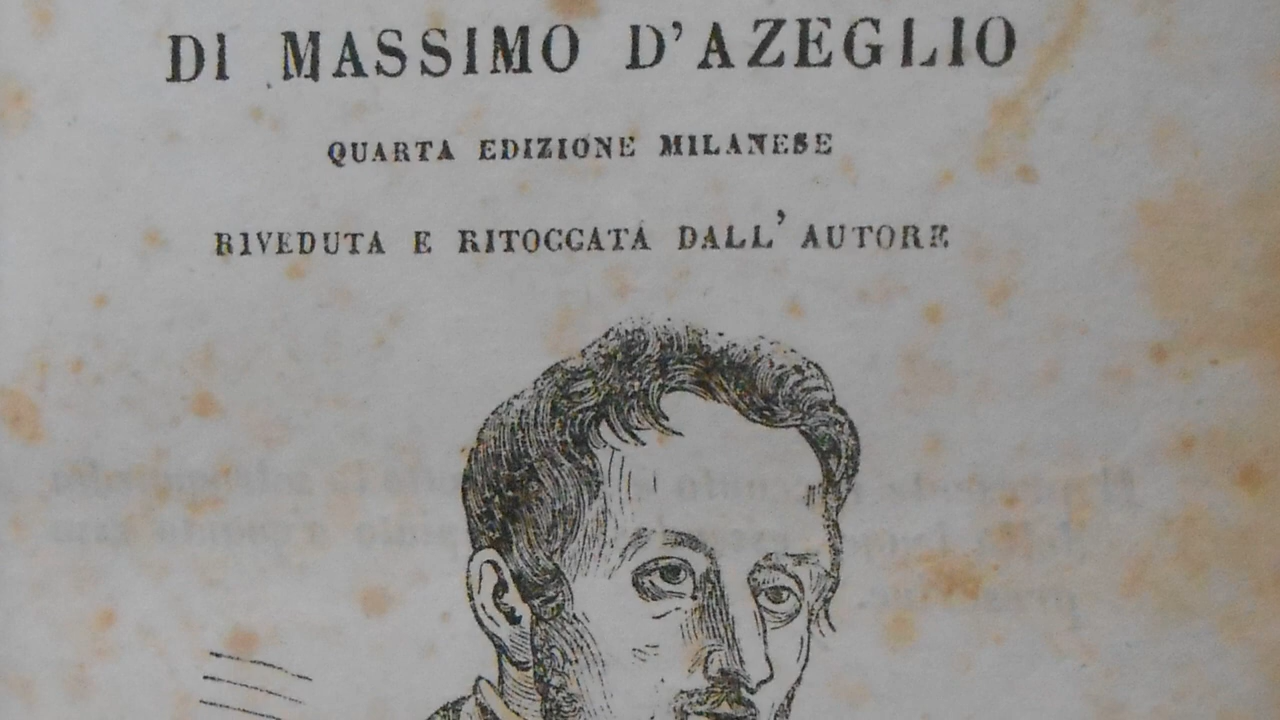 DI MASSIMO D'AZEGLIO
QUARTA EDIZIONE MILANESE
RIVEDUTA E RITOCCATA DALL' AUTORE